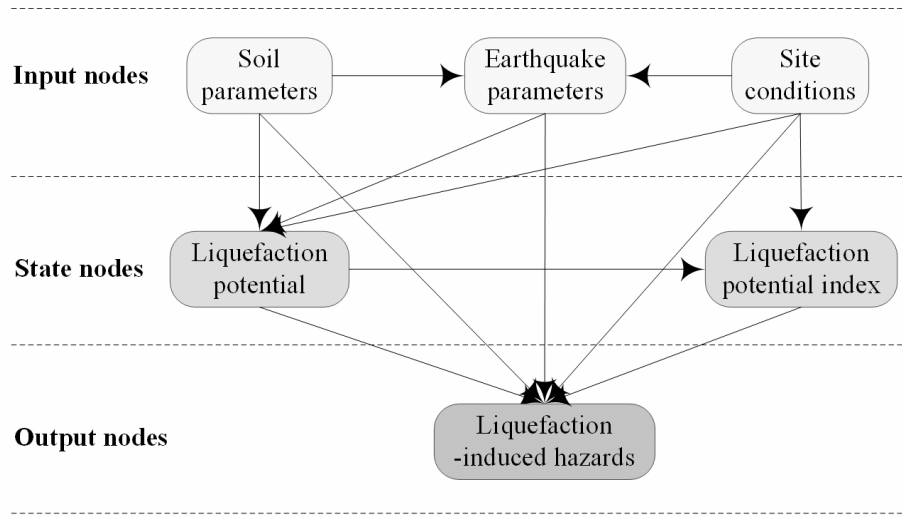 Input nodes
Soil
parameters
Earthquake
parameters
Site
conditions
State nodes
Liquefaction
potential
Liquefaction
potential index
Output nodes
Liquefaction
-induced hazards